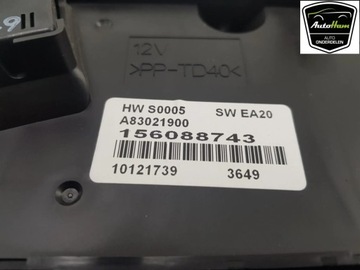 AutoHam
AUTO
ONDERDELEN
12V
>PP-TD40<
HW S0005 SW EA20
A83021900
156088743
10121739 3649